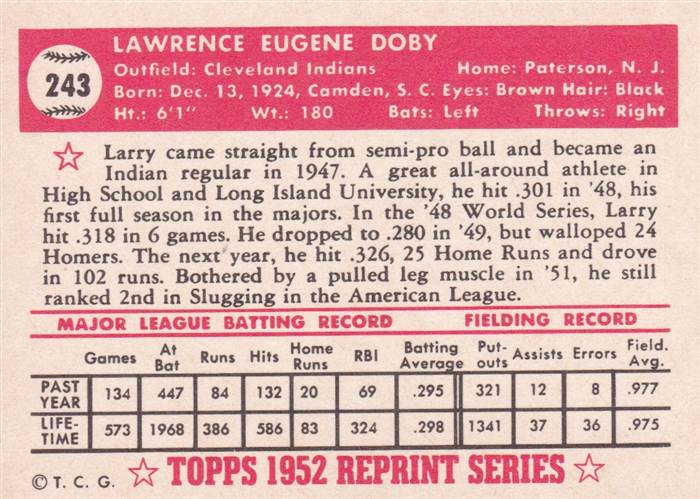 243
LAWRENCE EUGENE DOBY
Outfield: Cleveland Indians Home: Paterson, N. J.
Born: Dec. 13, 1924, Camden, S. C. Eyes: Brown Hair: Black
Ht.: 6'1" Wt.: 180 Bats: Left Throws: Right
Larry came straight from semi-pro ball and became an
Indian regular in 1947. A great all-around athlete in
High School and Long Island University, he hit .301 in '48, his
first full season in the majors. In the '48 World Series, Larry
hit .318 in 6 games. He dropped to .280 in '49, but walloped 24
Homers. The next year, he hit .326, 25 Home Runs and drove
in 102 runs. Bothered by a pulled leg muscle in '51, he still
ranked 2nd in Slugging in the American League.
MAJOR LEAGUE BATTING RECORD FIELDING RECORD
Games At Bat Runs Hits Home Runs RBI Batting Average Put-outs Assists Errors Field. Avg.
PAST YEAR 134 447 84 132 20 69 .295 321 12 8 .977
LIFE-TIME 573 1968 386 586 83 324 .298 1341 37 36 .975
© T. C. G. TOPPS 1952 REPRINT SERIES